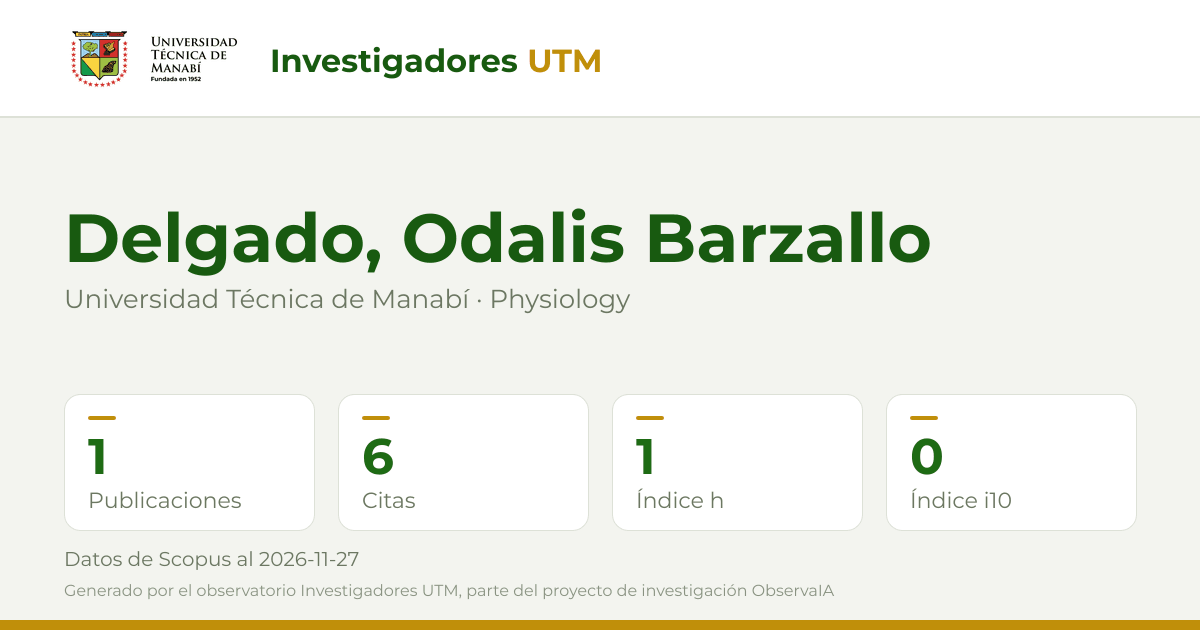 UNIVERSIDAD
TÉCNICA DE
MANABÍ
Fundada en 1952
Investigadores UTM
Delgado, Odalis Barzallo
Universidad Técnica de Manabí · Physiology
1
Publicaciones
6
Citas
1
Índice h
0
Índice i10
Datos de Scopus al 2026-11-27
Generado por el observatorio Investigadores UTM, parte del proyecto de investigación ObservaIA